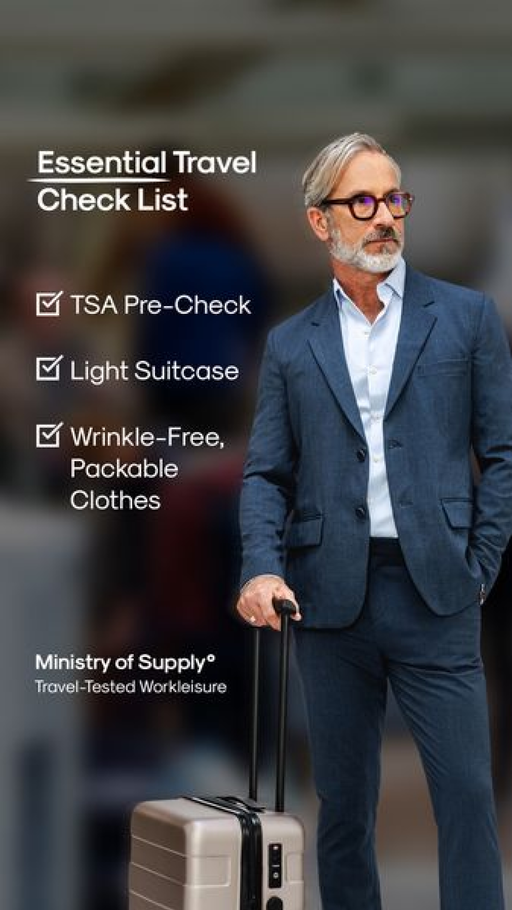 Essential Travel
Check List
TSA Pre-Check
Light Suitcase
Wrinkle-Free,
Packable
Clothes
Ministry of Supply°
Travel-Tested Workleisure